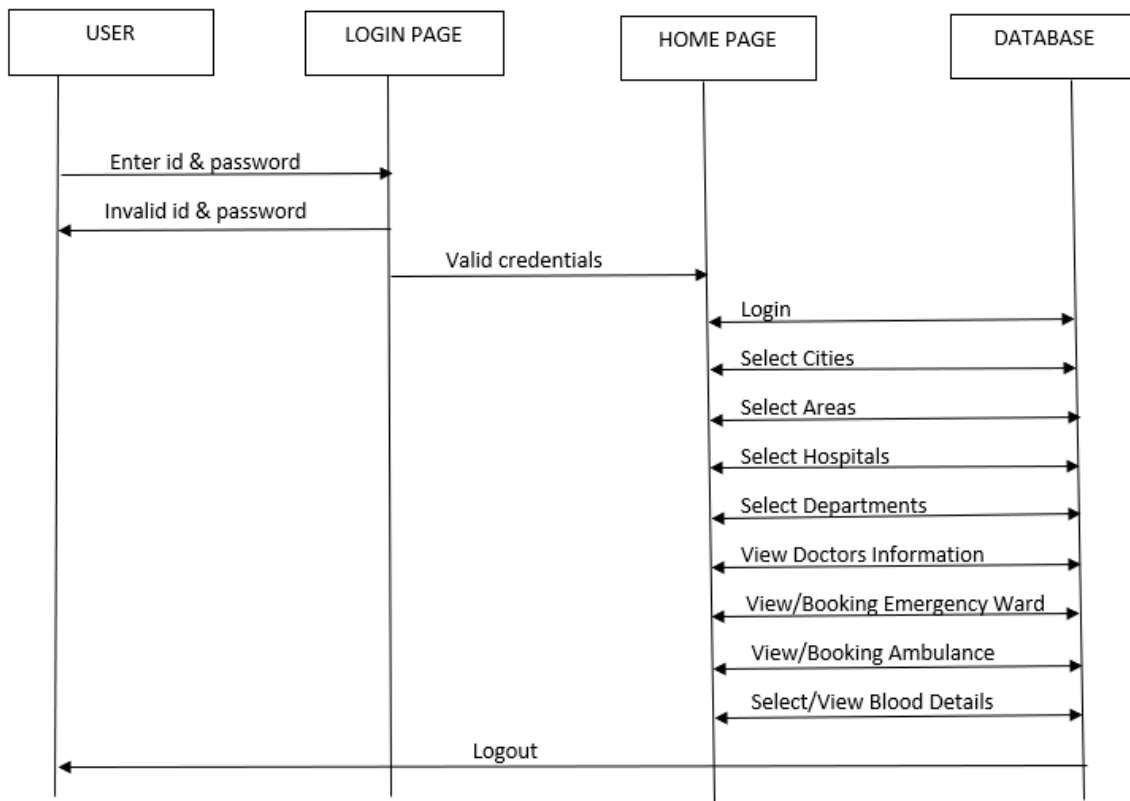 USER
LOGIN PAGE
HOME PAGE
DATABASE
Enter id & password
Invalid id & password
Valid credentials
Login
Select Cities
Select Areas
Select Hospitals
Select Departments
View Doctors Information
View/Booking Emergency Ward
View/Booking Ambulance
Select/View Blood Details
Logout